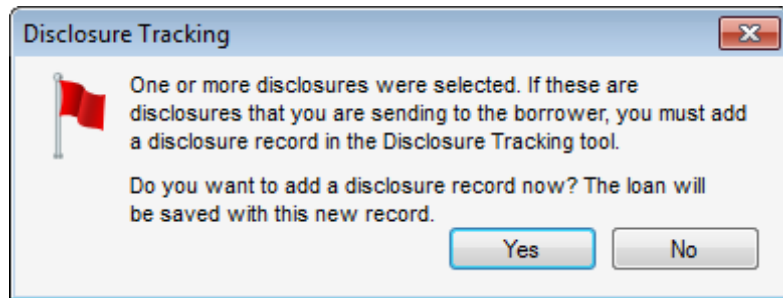 Disclosure Tracking
One or more disclosures were selected. If these are
disclosures that you are sending to the borrower, you must add
a disclosure record in the Disclosure Tracking tool.
Do you want to add a disclosure record now? The loan will
be saved with this new record.
Yes No